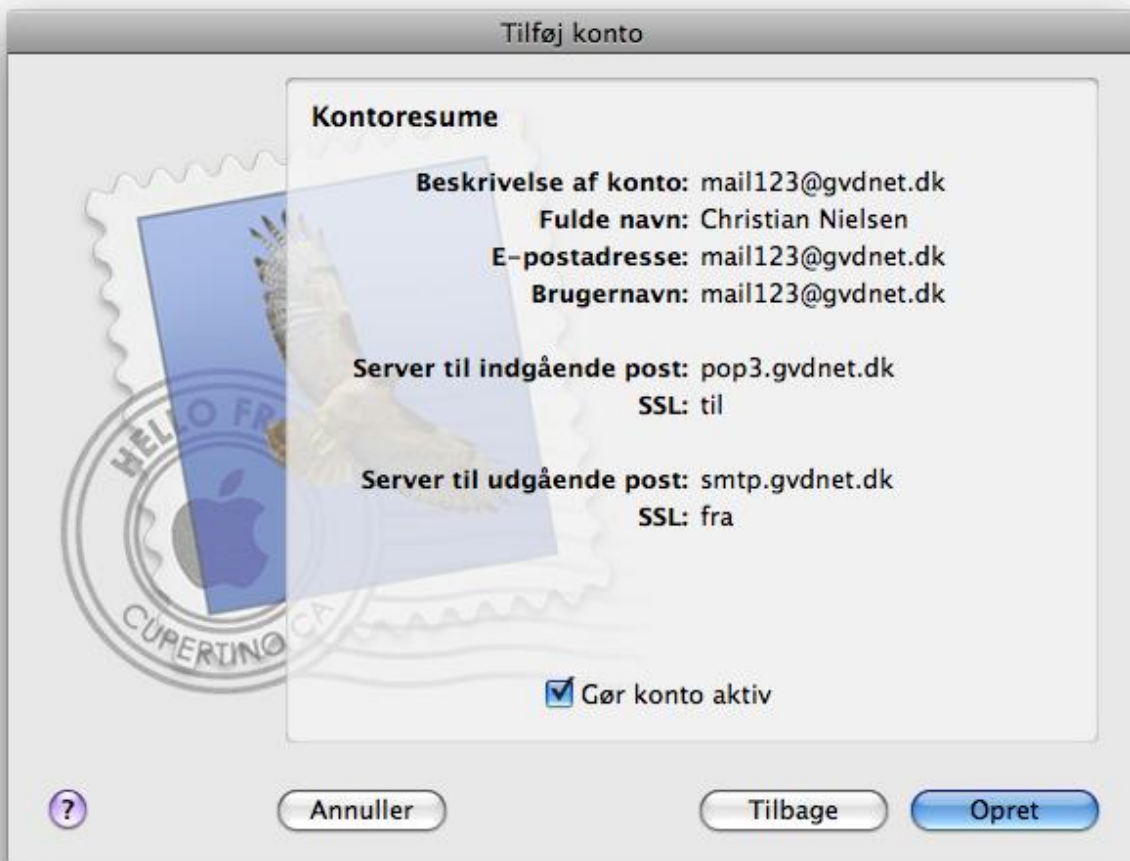 Tilføj konto
Kontoresume
Beskrivelse af konto: mail123@gvdnet.dk
Fulde navn: Christian Nielsen
E-postadresse: mail123@gvdnet.dk
Brugernavn: mail123@gvdnet.dk
Server til indgående post: pop3.gvdnet.dk
SSL: til
Server til udgående post: smtp.gvdnet.dk
SSL: fra
HELLO FR
CUPERTINO CA
Gør konto aktiv
?
Annuller
Tilbage
Opret